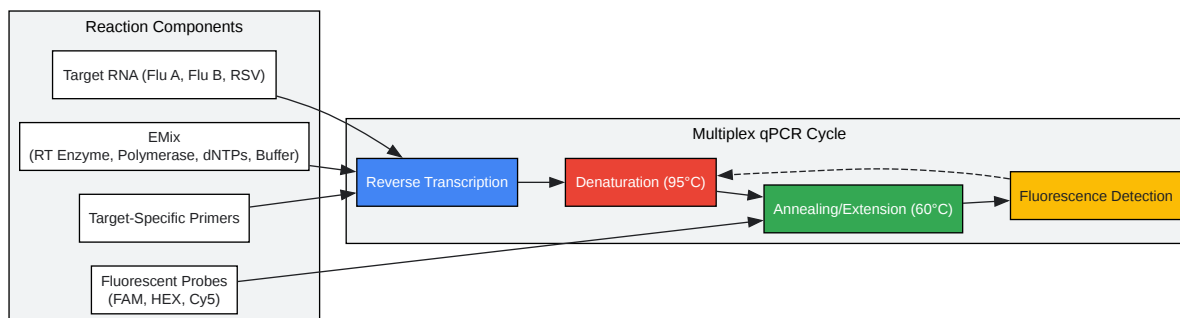 Reaction Components
Target RNA (Flu A, Flu B, RSV)
EMix
(RT Enzyme, Polymerase, dNTPs, Buffer)
Target-Specific Primers
Fluorescent Probes
(FAM, HEX, Cy5)
Multiplex qPCR Cycle
Reverse Transcription
Denaturation (95°C)
Annealing/Extension (60°C)
Fluorescence Detection